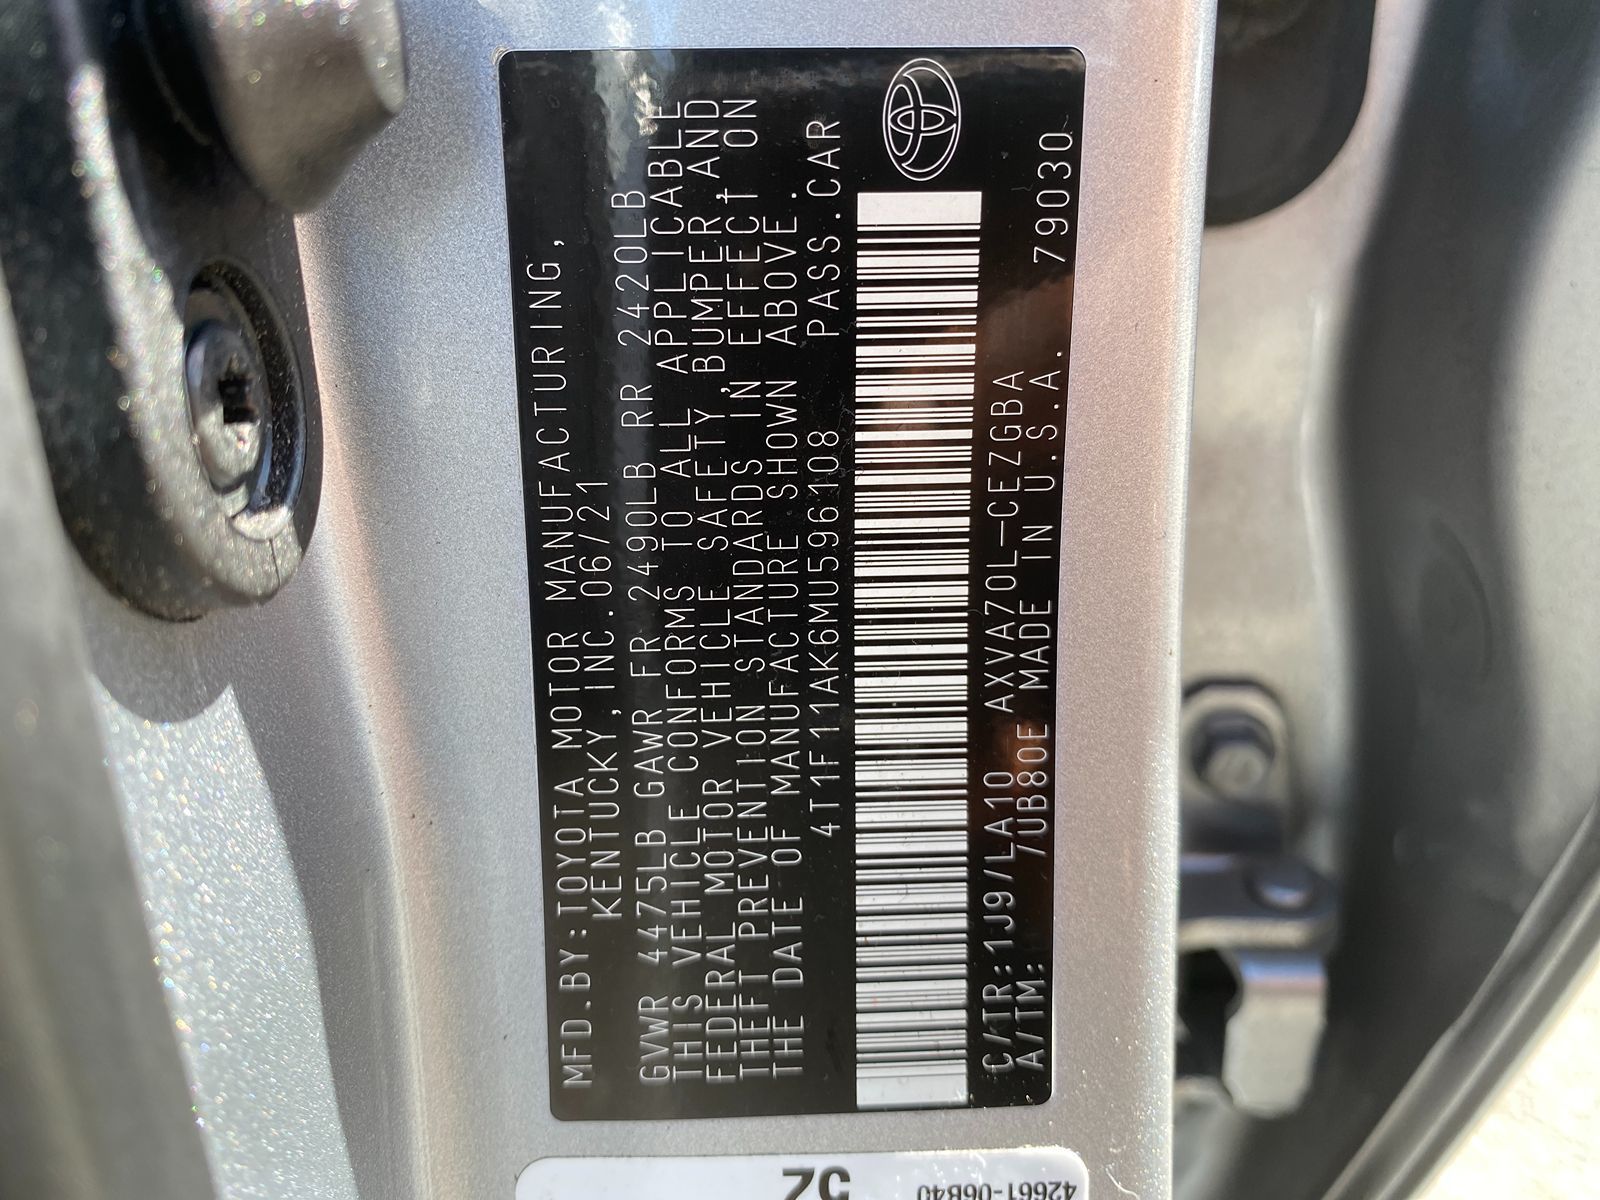 MFD.BY:TOYOTA MOTOR MANUFACTURING,
KENTUCKY,INC.06/21
GVWR 4475LB GAWR FR 2490LB RR 2420LB
THIS VEHICLE CONFORMS TO ALL APPLICABLE
FEDERAL MOTOR VEHICLE SAFETY,BUMPER,AND
THEFT PREVENTION STANDARDS IN EFFECT ON
THE DATE OF MANUFACTURE SHOWN ABOVE.
4T1F11AK6MU596108 PASS.CAR
C/TR:1J9/LA10 AXVA70L-CEZGBA 79030
A/TM: 7UB80E MADE IN U.S.A.
42661-06B40
52